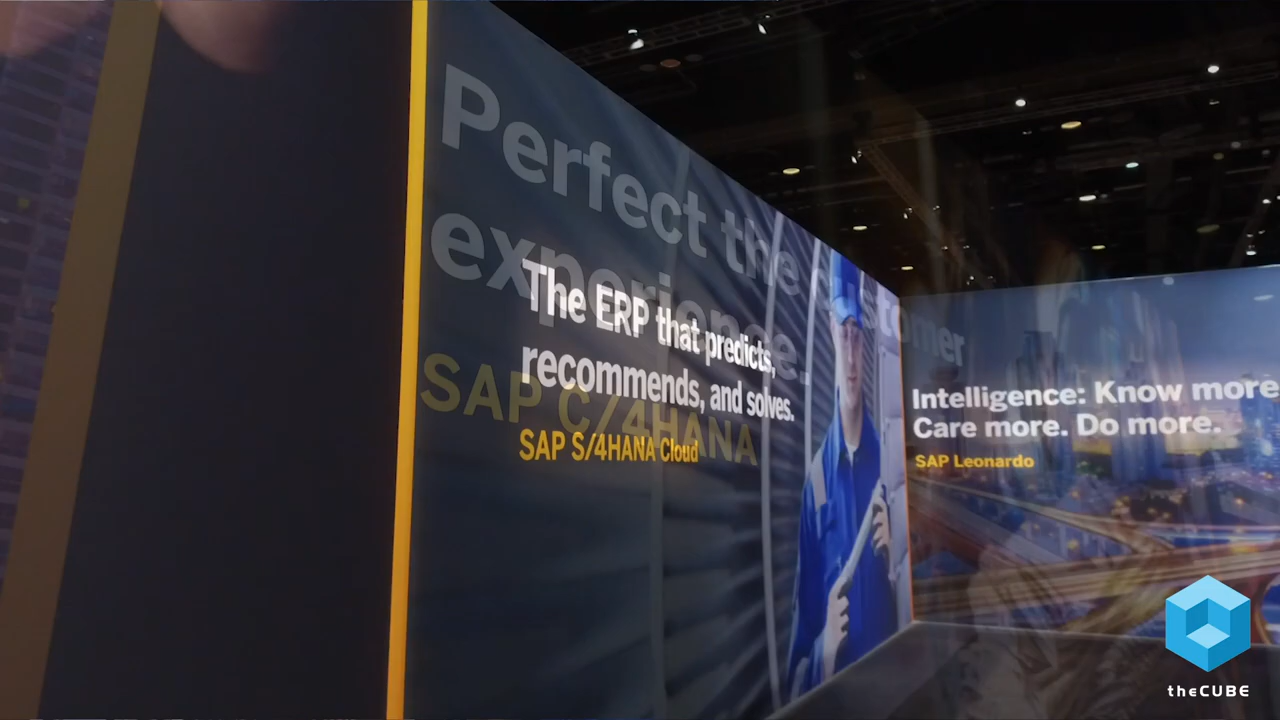 Perfect the customer
experience.
SAP C/4HANA
The ERP that predicts,
recommends, and solves.
SAP S/4HANA Cloud
Intelligence: Know more
Care more. Do more.
SAP Leonardo
theCUBE